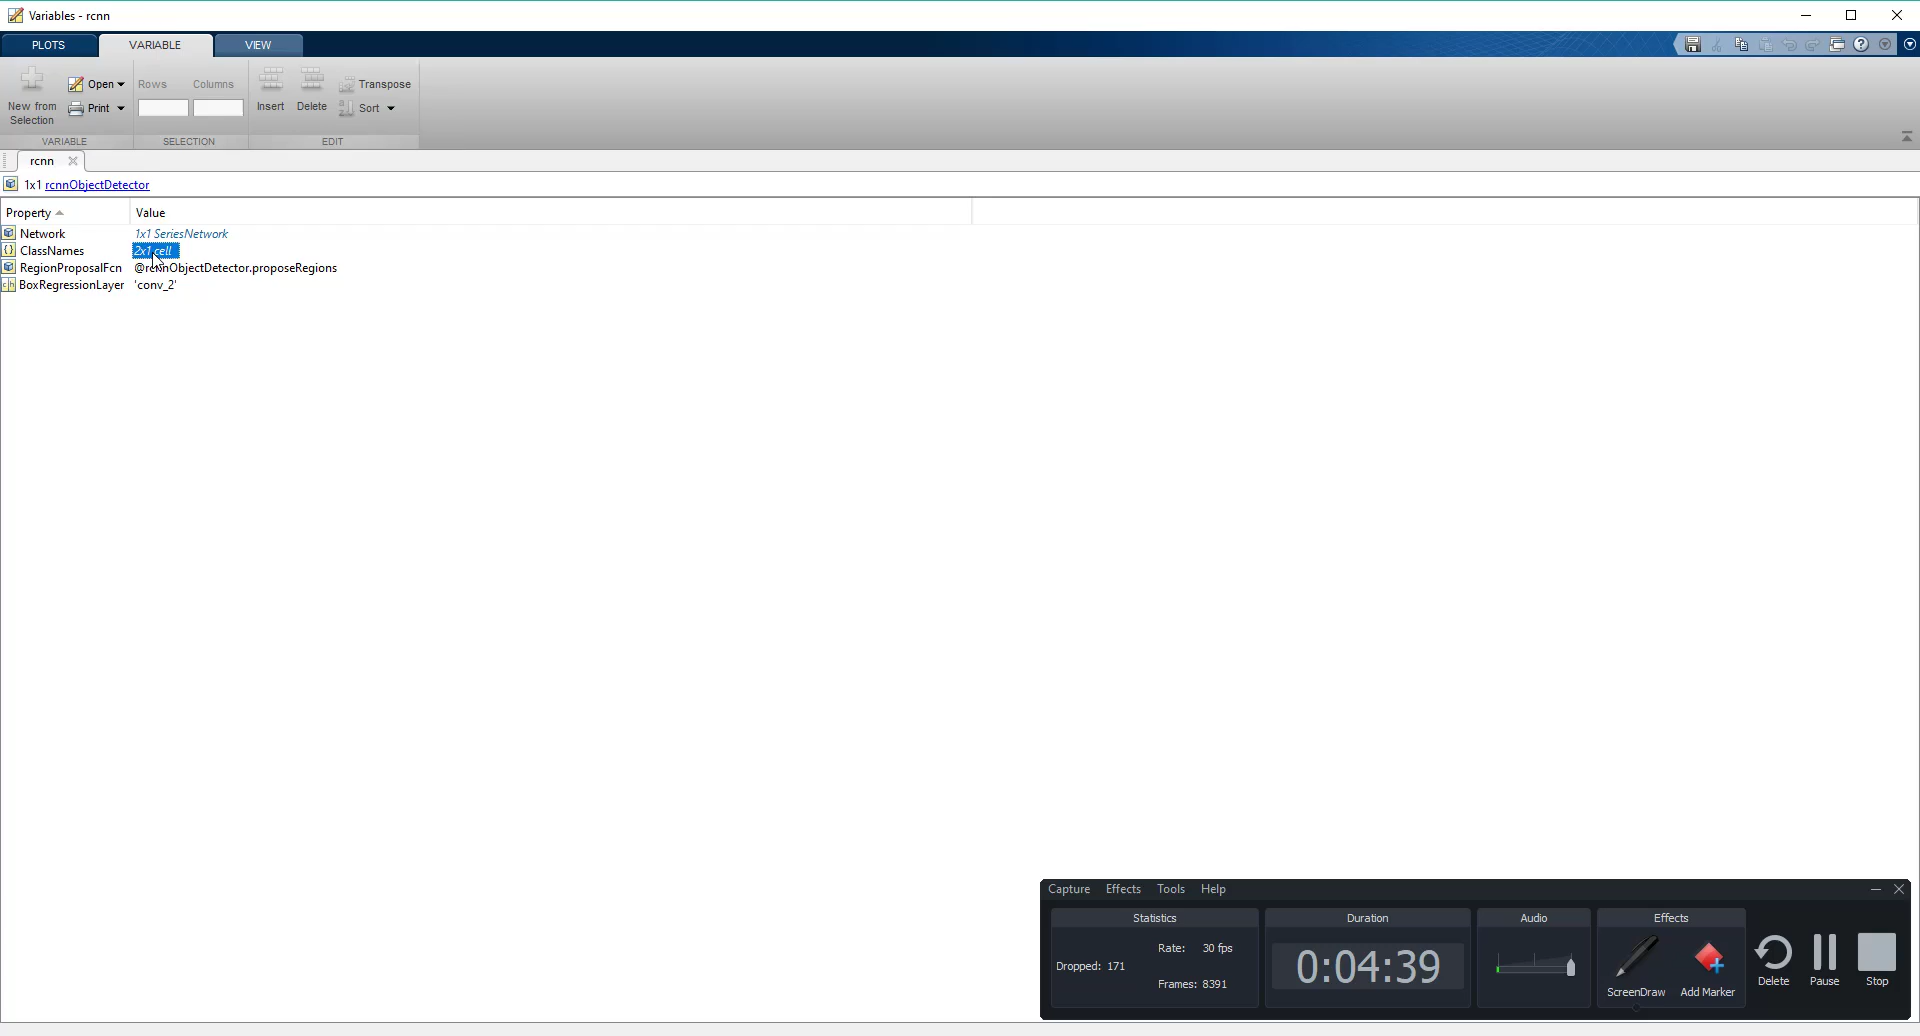 Variables - rcnn
PLOTS VARIABLE VIEW
New from Selection
Open
Print
Rows Columns
Insert Delete
Transpose
Sort
VARIABLE SELECTION EDIT
rcnn
1x1 rcnnObjectDetector
Property Value
Network 1x1 SeriesNetwork
ClassNames 2x1 cell
RegionProposalFcn @rcnnObjectDetector.proposeRegions
BoxRegressionLayer 'conv_2'
Capture Effects Tools Help
Statistics Duration Audio Effects
Rate: 30 fps
Dropped: 171
Frames: 8391
0:04:39
ScreenDraw Add Marker Delete Pause Stop